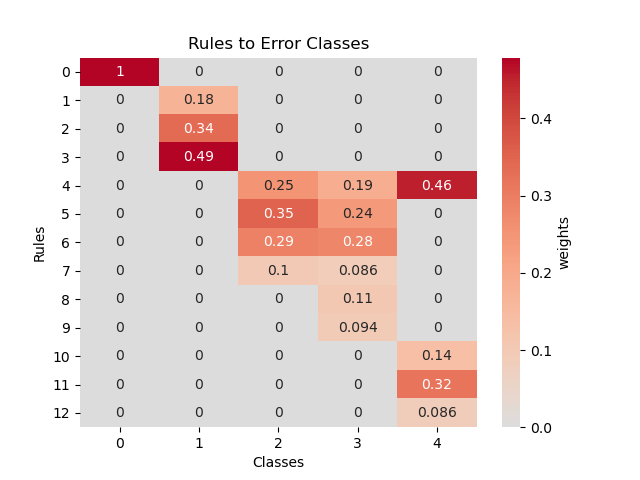 Rules to Error Classes
0 1 0 0 0 0
1 0 0.18 0 0 0
2 0 0.34 0 0 0
3 0 0.49 0 0 0
4 0 0 0.25 0.19 0.46
5 0 0 0.35 0.24 0
6 0 0 0.29 0.28 0
7 0 0 0.1 0.086 0
8 0 0 0 0.11 0
9 0 0 0 0.094 0
10 0 0 0 0 0.14
11 0 0 0 0 0.32
12 0 0 0 0 0.086
0 1 2 3 4
Classes
Rules
0.4
0.3
0.2
0.1
0.0
weights